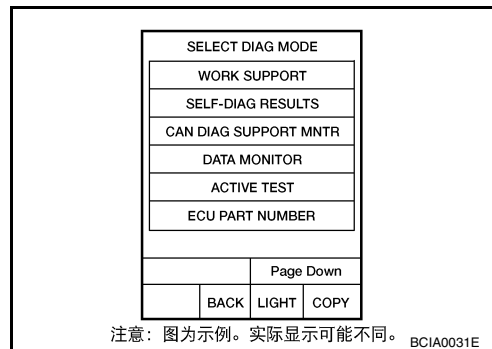 SELECT DIAG MODE
WORK SUPPORT
SELF-DIAG RESULTS
CAN DIAG SUPPORT MNTR
DATA MONITOR
ACTIVE TEST
ECU PART NUMBER
Page Down
BACK LIGHT COPY
注意：图为示例。实际显示可能不同。 BCIA0031E